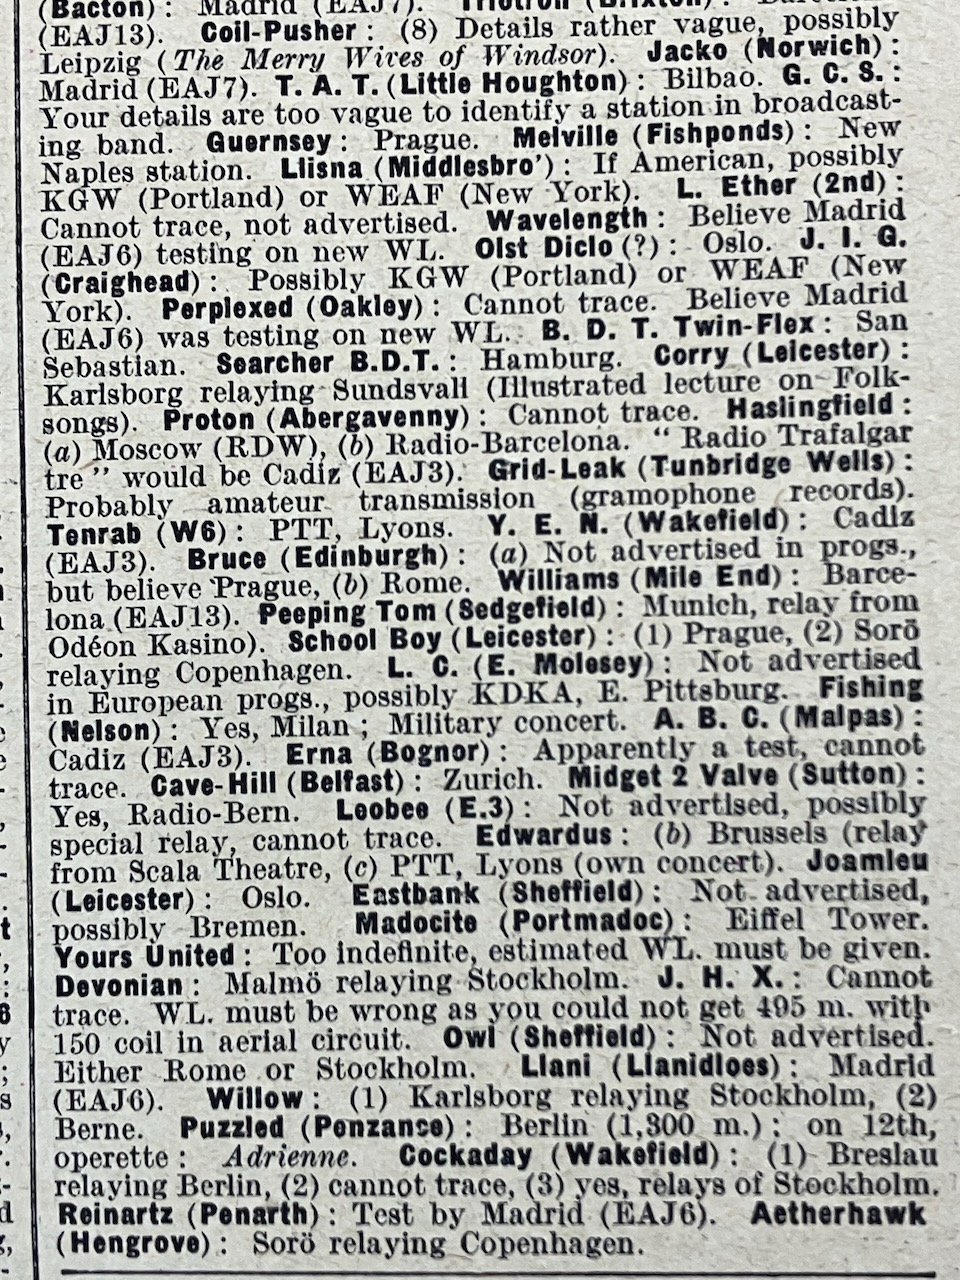 (Bacton): Madrid (EAJ7). Triotron (Brixton):
(EAJ13). Coil-Pusher: (8) Details rather vague, possibly
Leipzig (The Merry Wives of Windsor). Jacko (Norwich):
Madrid (EAJ7). T. A. T. (Little Houghton): Bilbao. G. C. S.:
Your details are too vague to identify a station in broadcast-
ing band. Guernsey: Prague. Melville (Fishponds): New
Naples station. Llisna (Middlesbro'): If American, possibly
KGW (Portland) or WEAF (New York). L. Ether (2nd):
Cannot trace, not advertised. Wavelength: Believe Madrid
(EAJ6) testing on new WL. Olst Diclo (?): Oslo. J. I. G.
(Craighead): Possibly KGW (Portland) or WEAF (New
York). Perplexed (Oakley): Cannot trace. Believe Madrid
(EAJ6) was testing on new WL. B. D. T. Twin-Flex: San
Sebastian. Searcher B.D.T.: Hamburg. Corry (Leicester):
Karlsborg relaying Sundsvall (Illustrated lecture on Folk-
songs). Proton (Abergavenny): Cannot trace. Haslingfield:
(a) Moscow (RDW), (b) Radio-Barcelona. " Radio Trafalgar
tre " would be Cadiz (EAJ3). Grid-Leak (Tunbridge Wells):
Probably amateur transmission (gramophone records).
Tenrab (W6): PTT, Lyons. Y. E. N. (Wakefield): Cadiz
(EAJ3). Bruce (Edinburgh): (a) Not advertised in progs.,
but believe Prague, (b) Rome. Williams (Mile End): Barce-
lona (EAJ13). Peeping Tom (Sedgefield): Munich, relay from
Odéon Kasino). School Boy (Leicester): (1) Prague, (2) Sorö
relaying Copenhagen. L. C. (E. Molesey): Not advertised
in European progs., possibly KDKA, E. Pittsburg. Fishing
(Nelson): Yes, Milan; Military concert. A. B. C. (Malpas):
Cadiz (EAJ3). Erna (Bognor): Apparently a test, cannot
trace. Cave-Hill (Belfast): Zurich. Midget 2 Valve (Sutton):
Yes, Radio-Bern. Loobee (E.3): Not advertised, possibly
special relay, cannot trace. Edwardus: (b) Brussels (relay
from Scala Theatre, (c) PTT, Lyons (own concert). Joamleu
(Leicester): Oslo. Eastbank (Sheffield): Not advertised,
possibly Bremen. Madocite (Portmadoc): Eiffel Tower.
Yours United: Too indefinite, estimated WL. must be given.
Devonian: Malmö relaying Stockholm. J. H. X.: Cannot
trace. WL. must be wrong as you could not get 495 m. with
150 coil in aerial circuit. Owl (Sheffield): Not advertised.
Either Rome or Stockholm. Llani (Llanidloes): Madrid
(EAJ6). Willow: (1) Karlsborg relaying Stockholm, (2)
Berne. Puzzled (Penzance): Berlin (1,300 m.); on 12th,
operette: Adrienne. Cockaday (Wakefield): (1) Breslau
relaying Berlin, (2) cannot trace, (3) yes, relays of Stockholm.
Reinartz (Penarth): Test by Madrid (EAJ6). Aetherhawk
(Hengrove): Sorö relaying Copenhagen.